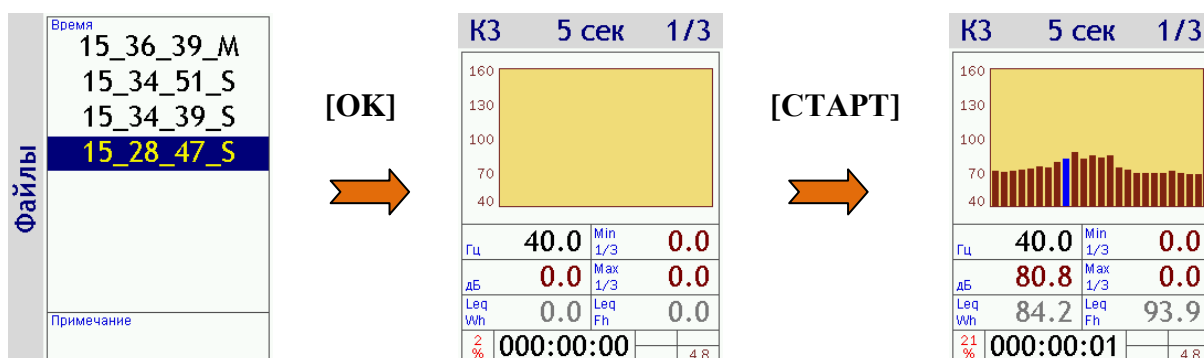 Файлы
Время
15_36_39_M
15_34_51_S
15_34_39_S
15_28_47_S
Примечание
[OK]
К3 5 сек 1/3
160
130
100
70
40
Гц 40.0 Min 1/3 0.0
дБ 0.0 Max 1/3 0.0
Leq Wh 0.0 Leq Fh 0.0
2 % 000:00:00 4.8
[СТАРТ]
К3 5 сек 1/3
160
130
100
70
40
Гц 40.0 Min 1/3 0.0
дБ 80.8 Max 1/3 0.0
Leq Wh 84.2 Leq Fh 93.9
21 % 000:00:01 4.8